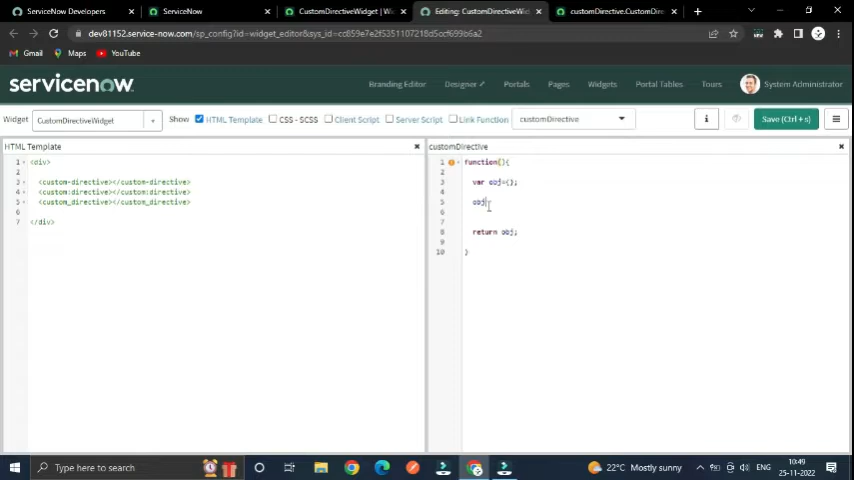 ServiceNow Developers
ServiceNow
CustomDirectiveWidget | W
Editing: CustomDirectiveWid
customDirective.CustomDire
dev81152.service-now.com/sp_config?id=widget_editor&sys_id=cc859e7e2f5351107218d5ccf699b6a2
Gmail
Maps
YouTube
servicenow
Branding Editor
Designer
Portals
Pages
Widgets
Portal Tables
Tours
System Administrator
Widget
CustomDirectiveWidget
Show
HTML Template
CSS - SCSS
Client Script
Server Script
Link Function
customDirective
i
Save (Ctrl + s)
HTML Template
customDirective
1 <div>
2
3 <custom-directive></custom-directive>
4 <custom:directive></custom:directive>
5 <custom_directive></custom_directive>
6
7 </div>
1 function(){
2
3 var obj={};
4
5 obj
6
7
8 return obj;
9
10 }
Type here to search
22°C Mostly sunny
ENG
10:49
25-11-2022